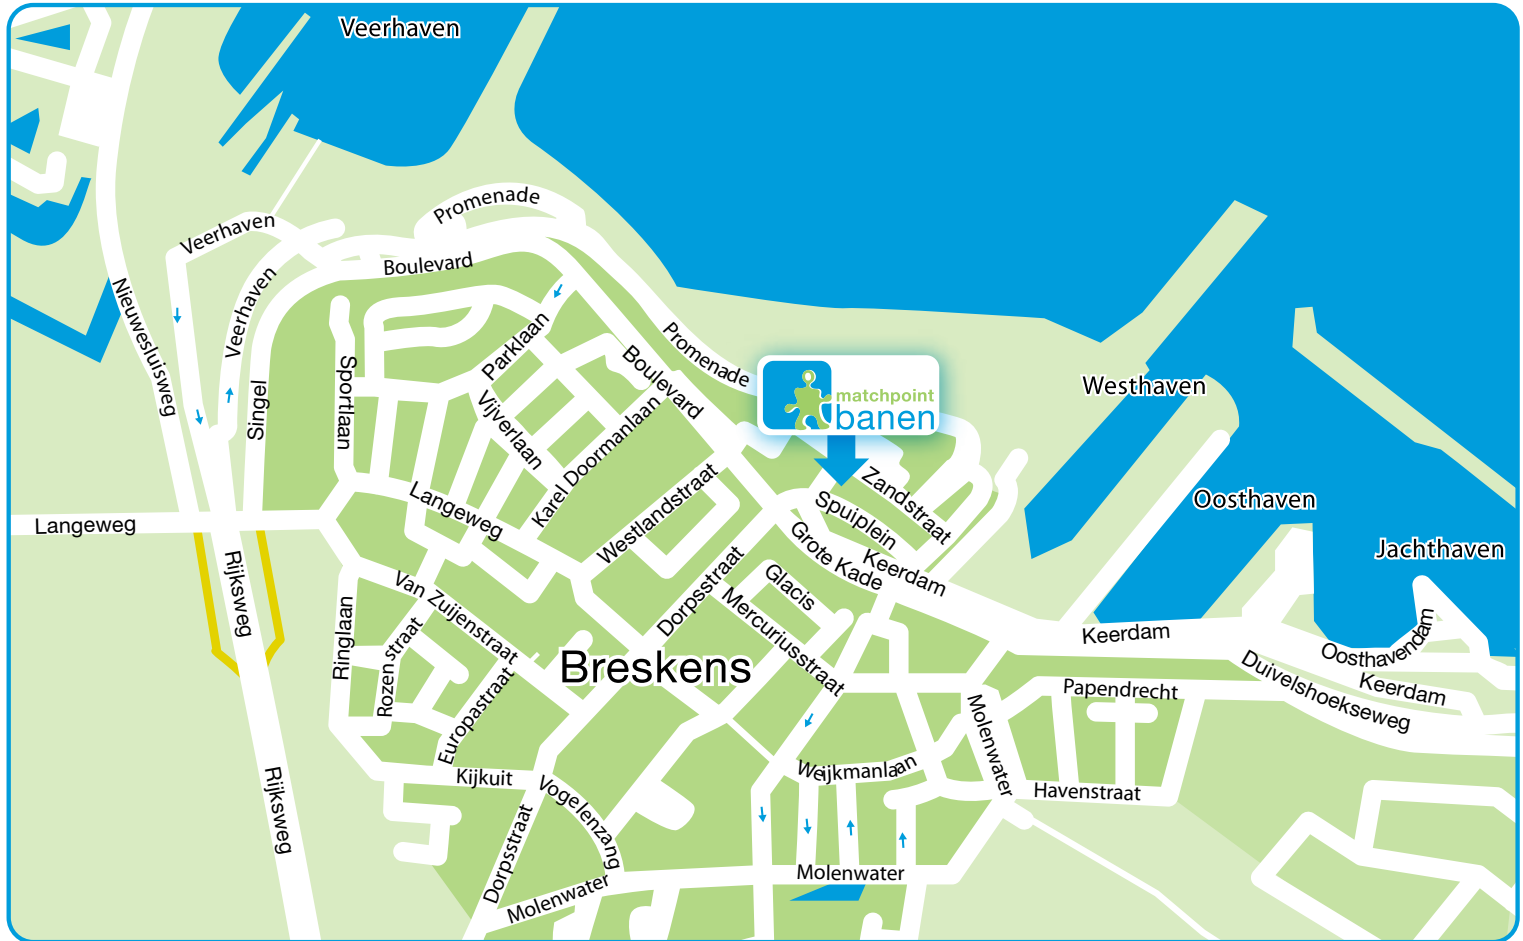 Veerhaven
Promenade
Veerhaven
Boulevard
Veerhaven
Nieuwesluisweg
Promenade
Parklaan
Boulevard
Sportlaan
Singel
Westhaven
matchpoint
banen
Vijverlaan
Karel Doormanlaan
Zandstraat
Oosthaven
Langeweg
Westlandstraat
Spuiplein
Langeweg
Grote Kade
Keerdam
Jachthaven
Rijksweg
Dorpsstraat
Glacis
Van Zuijenstraat
Mercuriusstraat
Ringlaan
Rozenstraat
Keerdam
Oosthavendam
Breskens
Europastraat
Duivelshoekseweg
Keerdam
Papendrecht
Molenwater
Weijkmanlaan
Kijkuit
Vogelenzang
Havenstraat
Rijksweg
Dorpsstraat
Molenwater
Molenwater